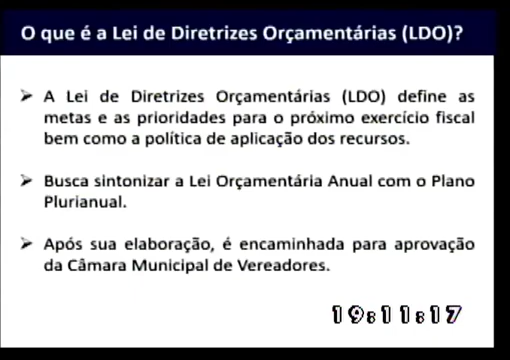 O que é a Lei de Diretrizes Orçamentárias (LDO)?
➢ A Lei de Diretrizes Orçamentárias (LDO) define as
metas e as prioridades para o próximo exercício fiscal
bem como a política de aplicação dos recursos.
➢ Busca sintonizar a Lei Orçamentária Anual com o Plano
Plurianual.
➢ Após sua elaboração, é encaminhada para aprovação
da Câmara Municipal de Vereadores.
19:11:17